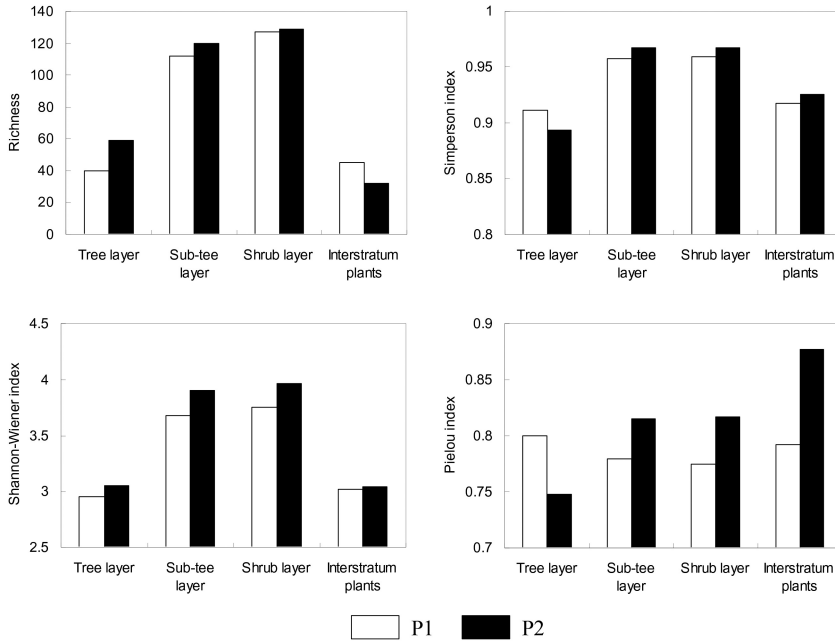 Richness
140
120
100
80
60
40
20
0
Tree layer
Sub-tee
layer
Shrub layer
Interstratum
plants
Simperson index
1
0.95
0.9
0.85
0.8
Tree layer
Sub-tee
layer
Shrub layer
Interstratum
plants
Shannon-Wiener index
4.5
4
3.5
3
2.5
Tree layer
Sub-tee
layer
Shrub layer
Interstratum
plants
Pielou index
0.9
0.85
0.8
0.75
0.7
Tree layer
Sub-tee
layer
Shrub layer
Interstratum
plants
P1
P2